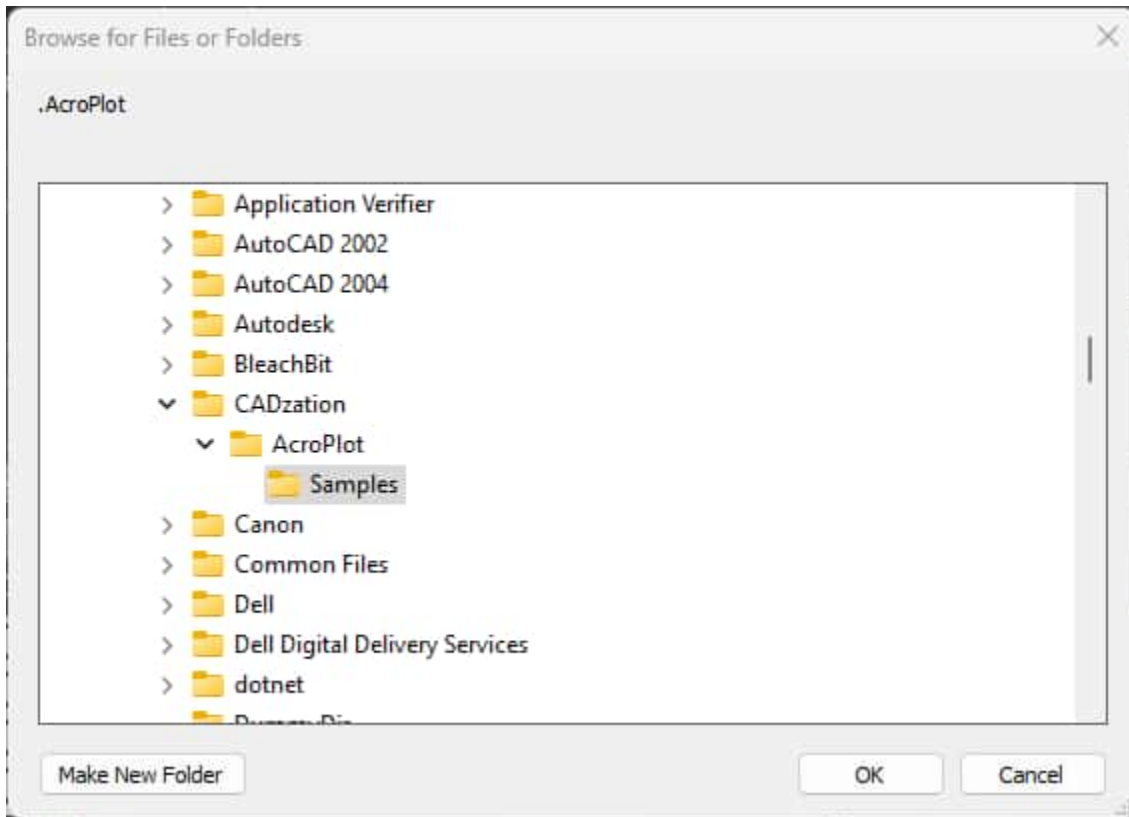 Browse for Files or Folders
.AcroPlot
Application Verifier
AutoCAD 2002
AutoCAD 2004
Autodesk
BleachBit
CADzation
AcroPlot
Samples
Canon
Common Files
Dell
Dell Digital Delivery Services
dotnet
Make New Folder
OK
Cancel